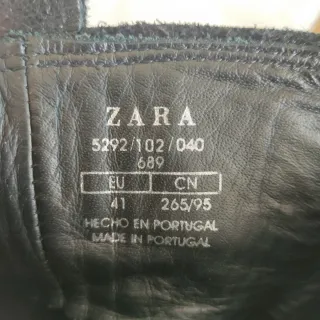 ZARA
5292/102/040
689
EU CN
41 265/95
HECHO EN PORTUGAL
MADE IN PORTUGAL